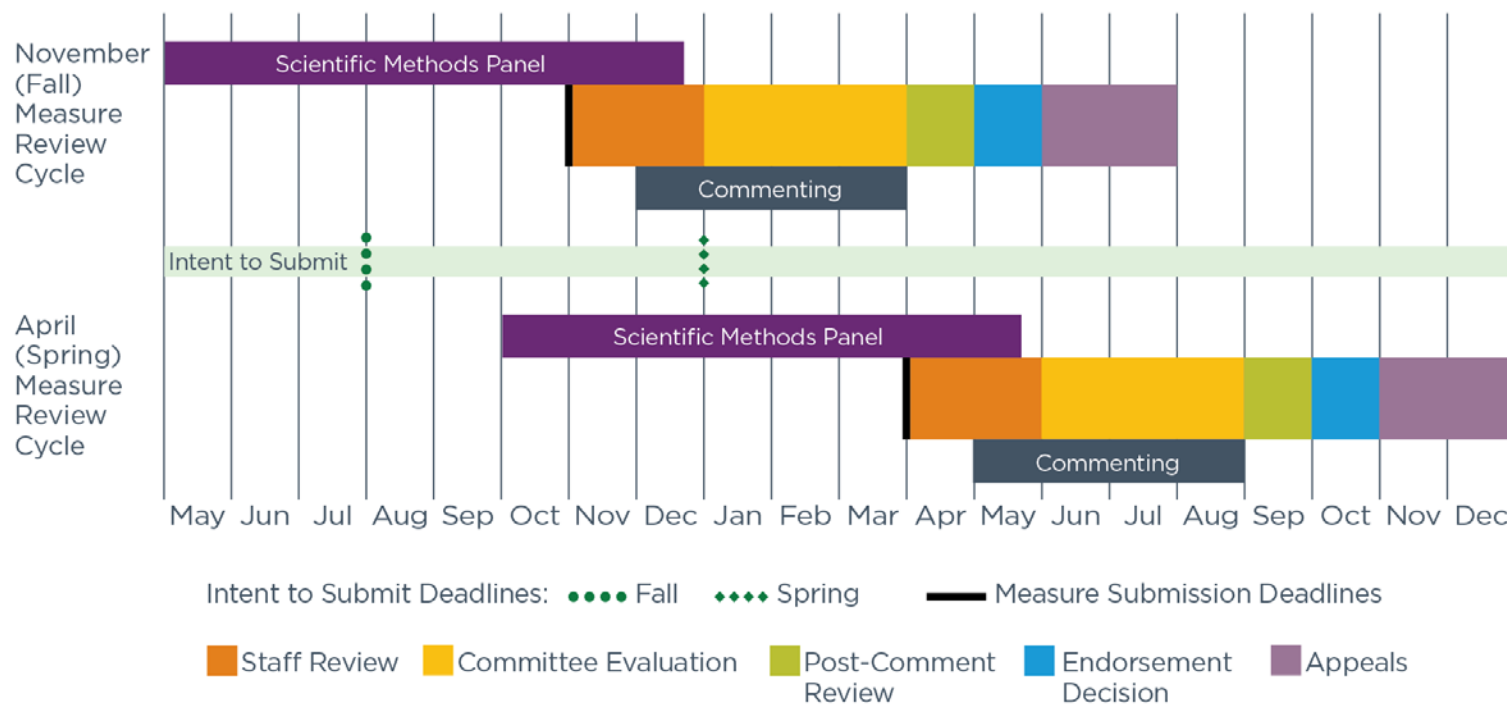 November
(Fall)
Measure
Review
Cycle
Scientific Methods Panel
Commenting
Intent to Submit
April
(Spring)
Measure
Review
Cycle
Scientific Methods Panel
Commenting
May Jun Jul Aug Sep Oct Nov Dec Jan Feb Mar Apr May Jun Jul Aug Sep Oct Nov Dec
Intent to Submit Deadlines: Fall Spring Measure Submission Deadlines
Staff Review Committee Evaluation Post-Comment Endorsement Appeals
Review Decision